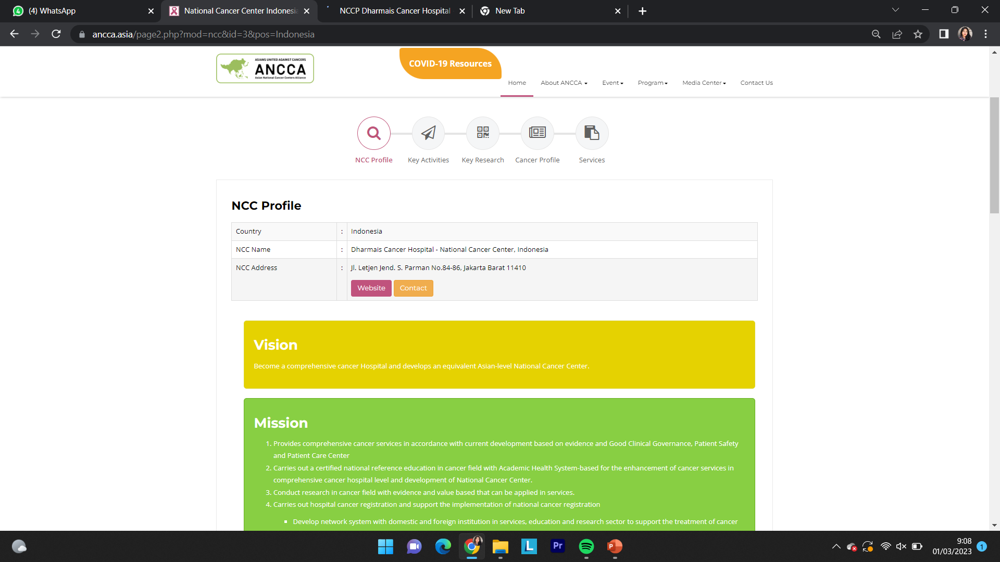 (4) WhatsApp
National Cancer Center Indonesia
NCCP Dharmais Cancer Hospital
New Tab
ancca.asia/page2.php?mod=ncc&id=3&pos=Indonesia
ASIANS UNITED AGAINST CANCERS
ANCCA
Asian National Cancer Centers Alliance
COVID-19 Resources
Home
About ANCCA
Event
Program
Media Center
Contact Us
NCC Profile
Key Activities
Key Research
Cancer Profile
Services
NCC Profile
Country : Indonesia
NCC Name : Dharmais Cancer Hospital - National Cancer Center, Indonesia
NCC Address : Jl. Letjen Jend. S. Parman No.84-86, Jakarta Barat 11410
Website
Contact
Vision
Become a comprehensive cancer Hospital and develops an equivalent Asian-level National Cancer Center.
Mission
1. Provides comprehensive cancer services in accordance with current development based on evidence and Good Clinical Governance, Patient Safety
and Patient Care Center
2. Carries out a certified national reference education in cancer field with Academic Health System-based for the enhancement of cancer services in
comprehensive cancer hospital level and development of National Cancer Center.
3. Conduct research in cancer field with evidence and value based that can be applied in services.
4. Carries out hospital cancer registration and support the implementation of national cancer registration
▪ Develop network system with domestic and foreign institution in services, education and research sector to support the treatment of cancer
L
Pr
P
9:08
01/03/2023
1